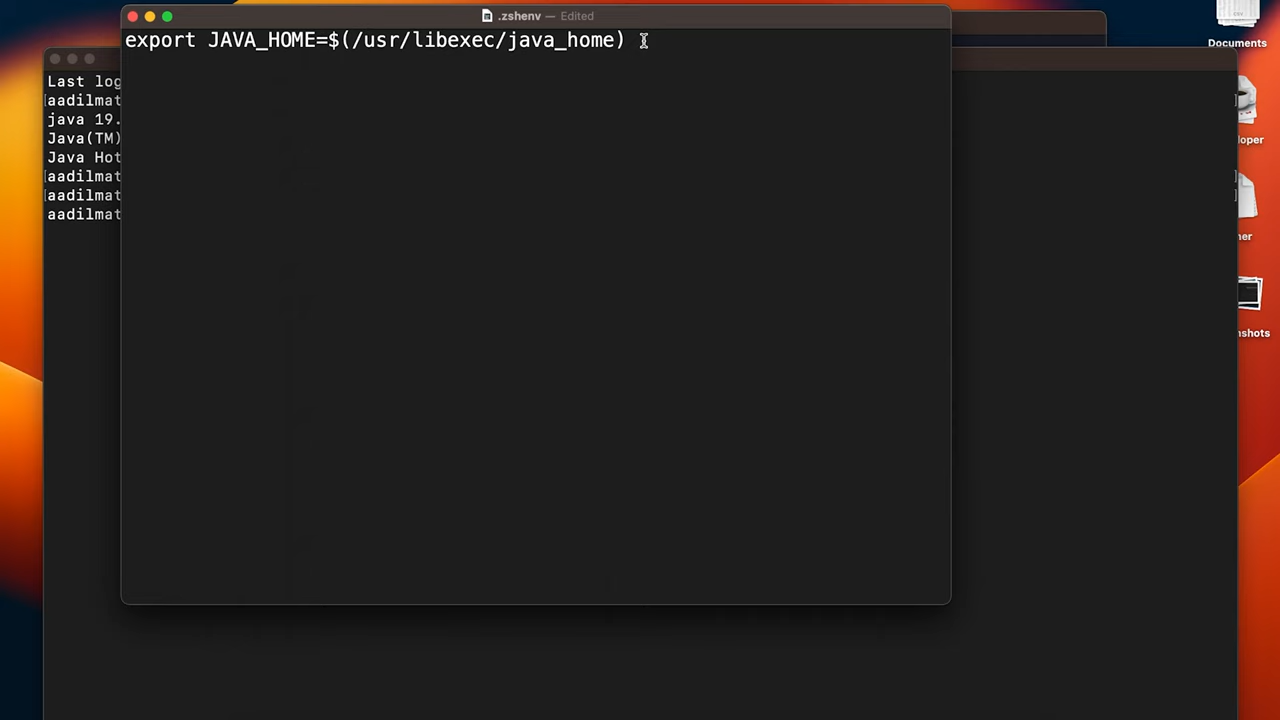 .zshenv — Edited
export JAVA_HOME=$(/usr/libexec/java_home)
Documents
Last log
[aadilmat
java 19.
Java(TM)
Java Hot
[aadilmat
[aadilmat
aadilmat
]
]
]
loper
ner
nshots